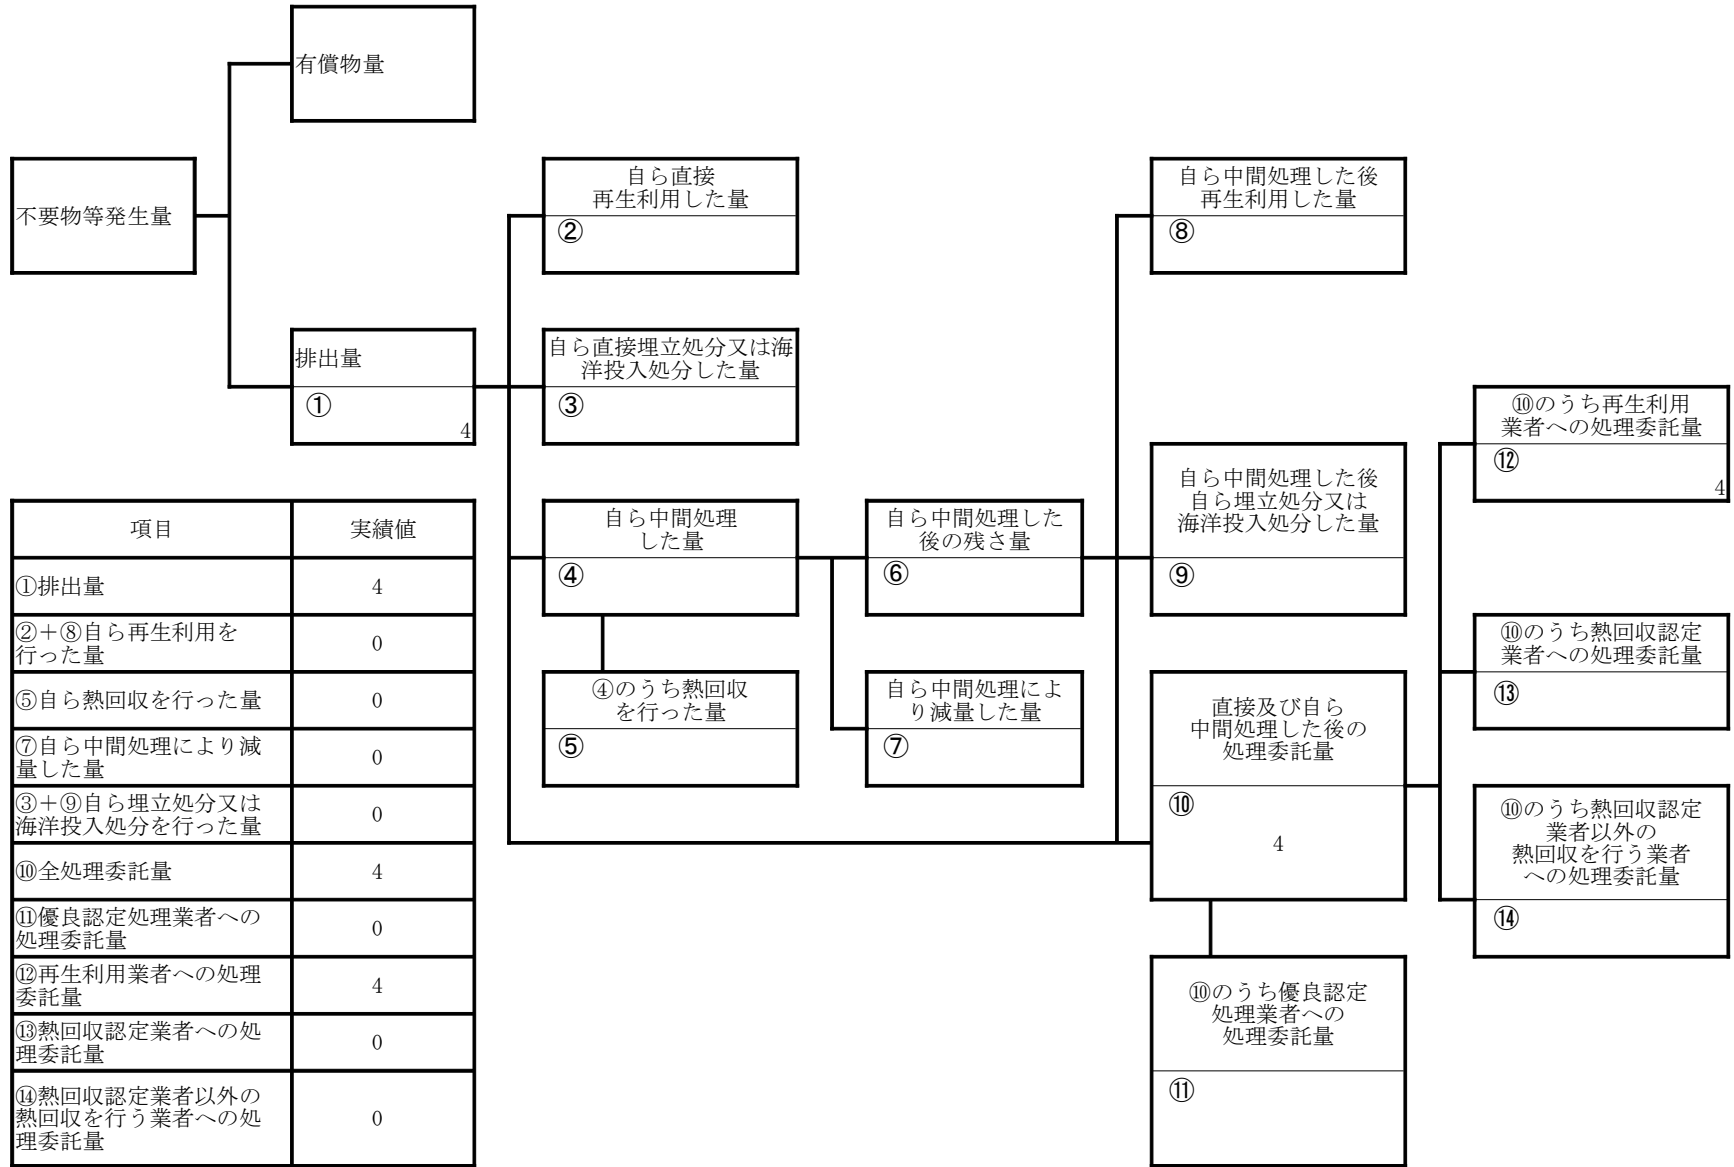 有償物量
不要物等発生量
自ら直接
再生利用した量
②
自ら中間処理した後
再生利用した量
⑧
排出量
①
4
自ら直接埋立処分又は海
洋投入処分した量
③
⑩のうち再生利用
業者への処理委託量
⑫
4
自ら中間処理
した量
④
自ら中間処理した
後の残さ量
⑥
自ら中間処理した後
自ら埋立処分又は
海洋投入処分した量
⑨
⑩のうち熱回収認定
業者への処理委託量
⑬
④のうち熱回収
を行った量
⑤
自ら中間処理によ
り減量した量
⑦
直接及び自ら
中間処理した後の
処理委託量
⑩
4
⑩のうち熱回収認定
業者以外の
熱回収を行う業者
への処理委託量
⑭
⑩のうち優良認定
処理業者への
処理委託量
⑪
項目 実績値
①排出量 4
②＋⑧自ら再生利用を
行った量 0
⑤自ら熱回収を行った量 0
⑦自ら中間処理により減
量した量 0
③＋⑨自ら埋立処分又は
海洋投入処分を行った量 0
⑩全処理委託量 4
⑪優良認定処理業者への
処理委託量 0
⑫再生利用業者への処理
委託量 4
⑬熱回収認定業者への処
理委託量 0
⑭熱回収認定業者以外の
熱回収を行う業者への処
理委託量 0